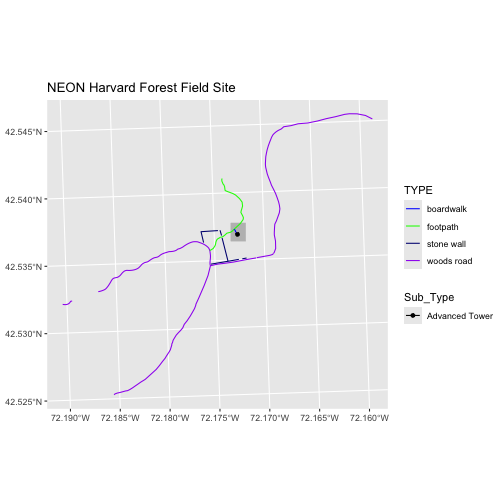 NEON Harvard Forest Field Site
42.545°N
42.540°N
42.535°N
42.530°N
42.525°N
72.190°W 72.185°W 72.180°W 72.175°W 72.170°W 72.165°W 72.160°W
TYPE
boardwalk
footpath
stone wall
woods road
Sub_Type
Advanced Tower